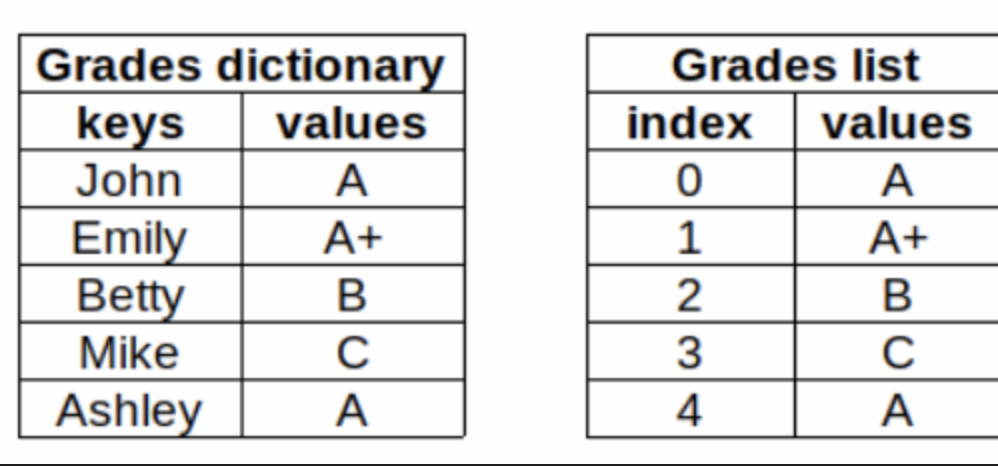 Grades dictionary
keys values
John A
Emily A+
Betty B
Mike C
Ashley A
Grades list
index values
0 A
1 A+
2 B
3 C
4 A